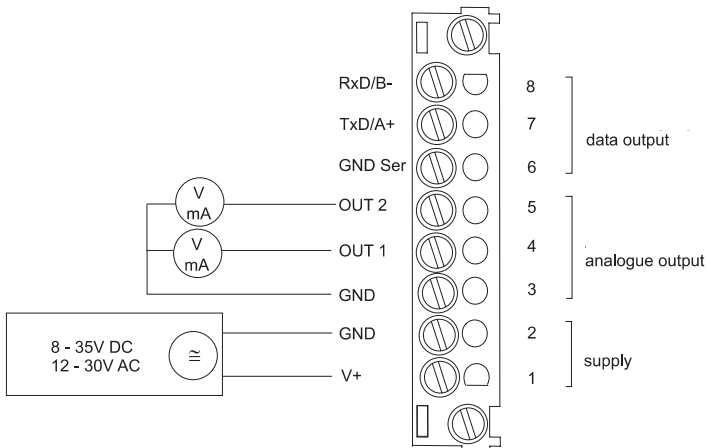 RxD/B- 8
TxD/A+ 7
data output
GND Ser 6
V
mA
OUT 2 5
V
mA
OUT 1 4
analogue output
GND 3
GND 2
8 - 35V DC
12 - 30V AC
≅
supply
V+ 1